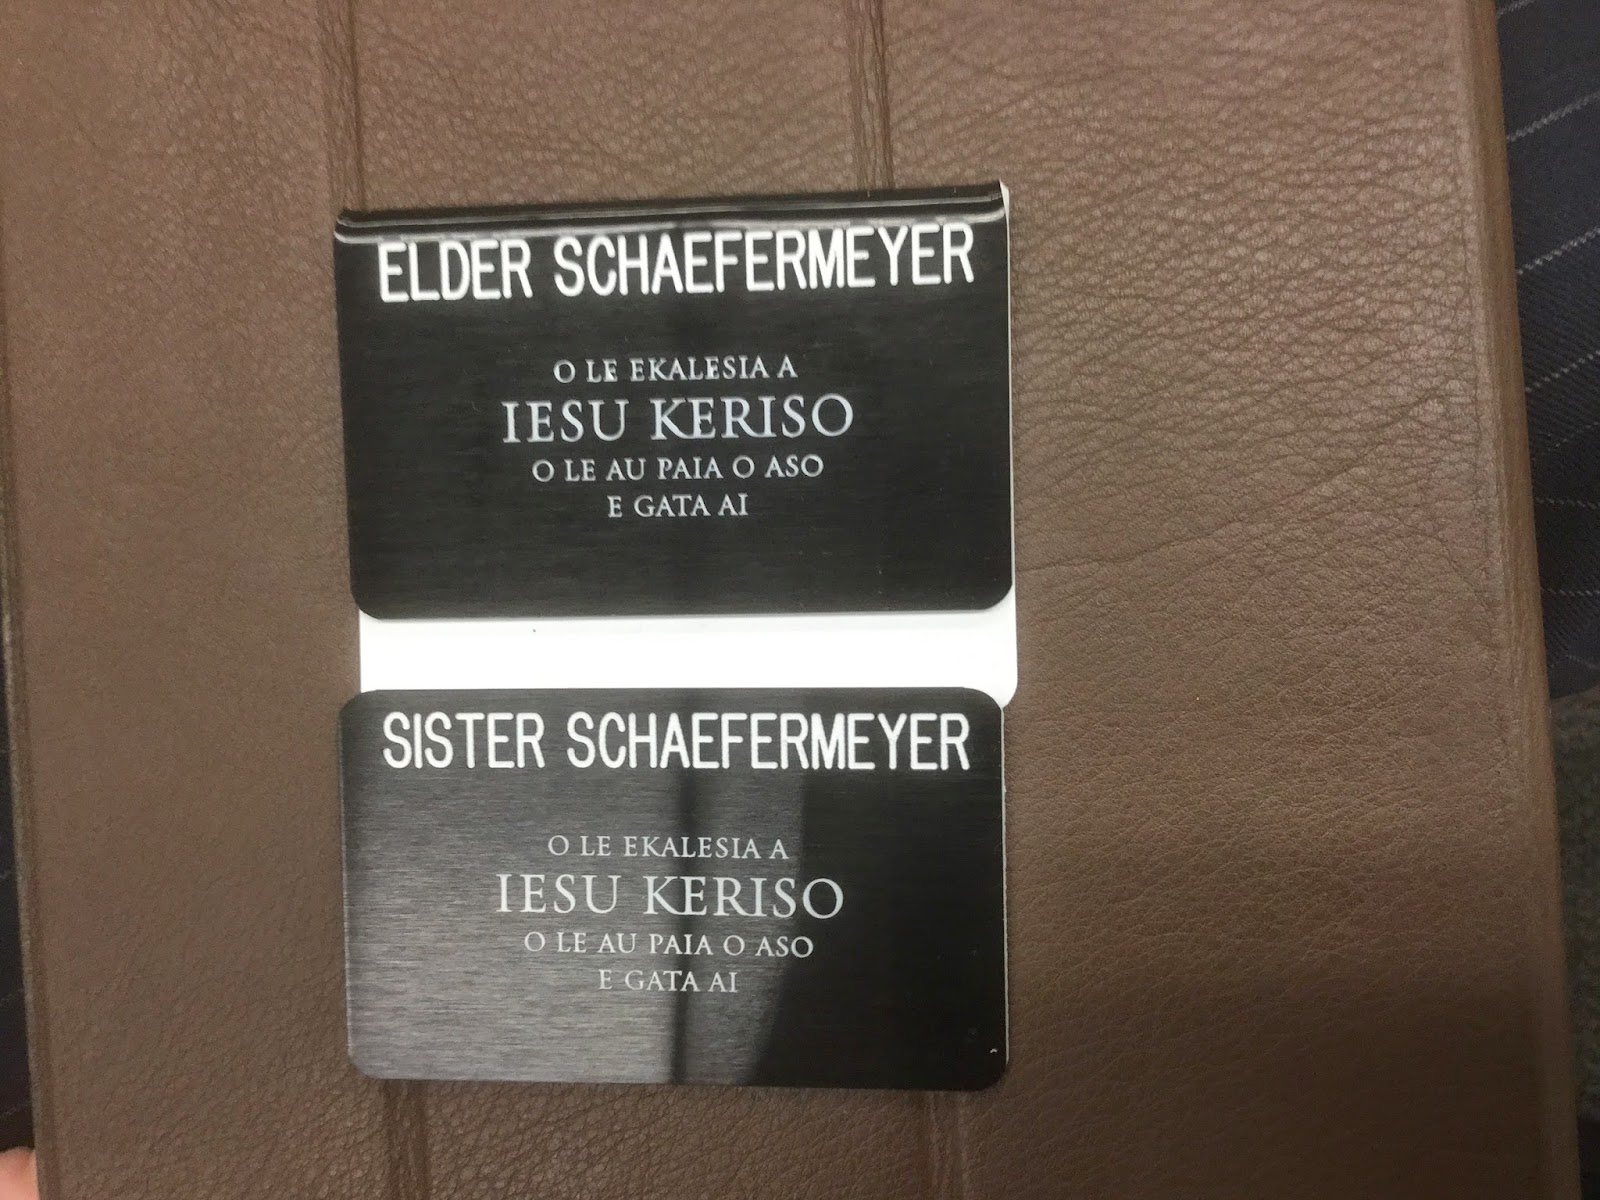 ELDER SCHAEFERMEYER
O LE EKALESIA A
IESU KERISO
O LE AU PAIA O ASO
E GATA AI
SISTER SCHAEFERMEYER
O LE EKALESIA A
IESU KERISO
O LE AU PAIA O ASO
E GATA AI